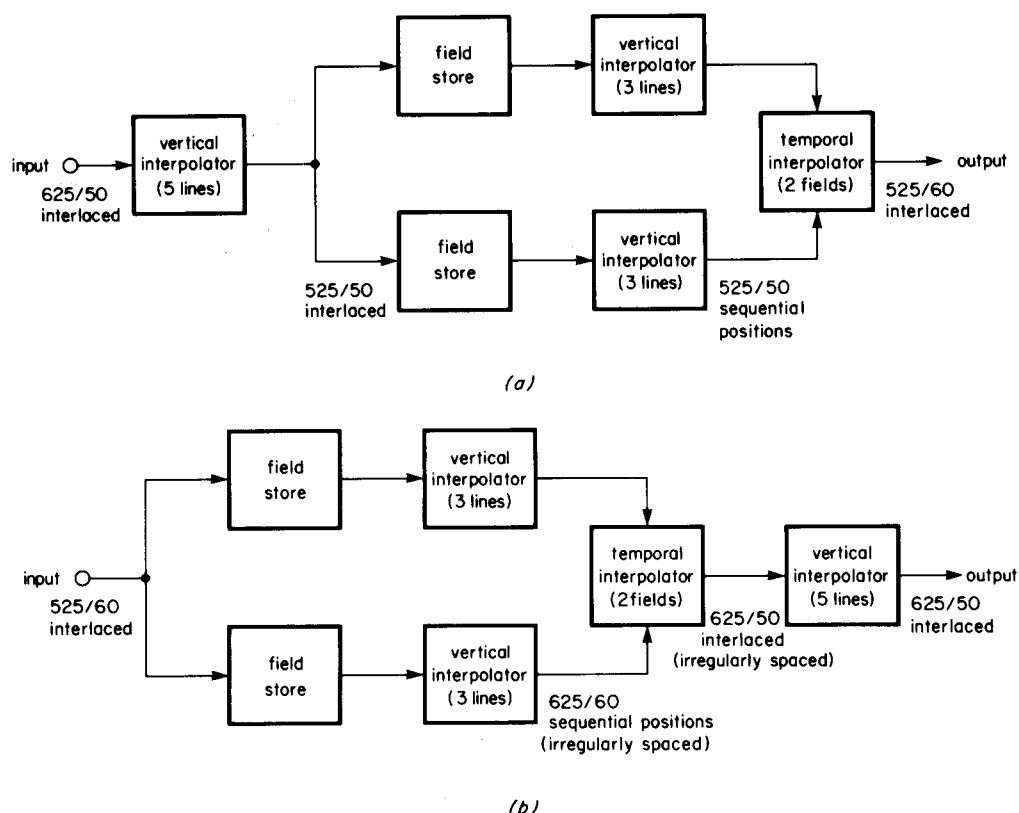 field
store
vertical
interpolator
(3 lines)
input
vertical
interpolator
(5 lines)
625/50
interlaced
temporal
interpolator
(2 fields)
output
525/60
interlaced
525/50
interlaced
field
store
vertical
interpolator
(3 lines)
525/50
sequential
positions
(a)
field
store
vertical
interpolator
(3 lines)
input
525/60
interlaced
temporal
interpolator
(2 fields)
625/50
interlaced
(irregularly spaced)
vertical
interpolator
(5 lines)
output
625/50
interlaced
field
store
vertical
interpolator
(3 lines)
625/60
sequential positions
(irregularly spaced)
(b)